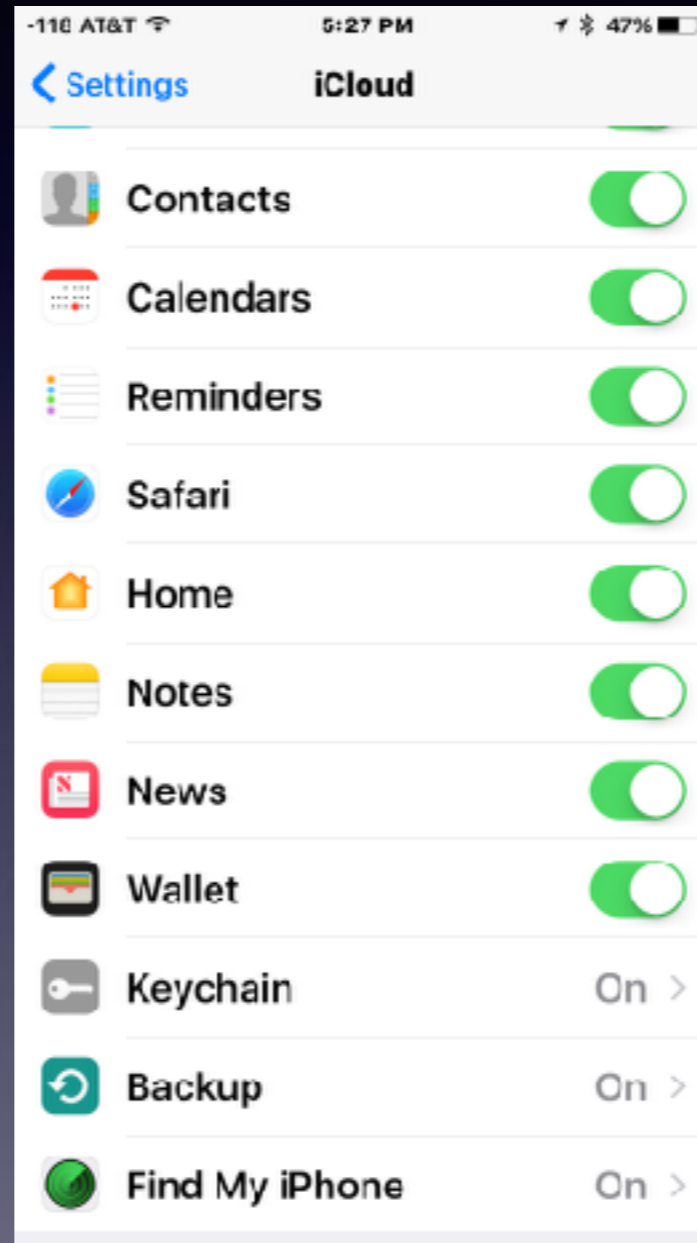 -118 AT&T 5:27 PM 47%
Settings iCloud
Contacts
Calendars
Reminders
Safari
Home
Notes
News
Wallet
Keychain On
Backup On
Find My iPhone On